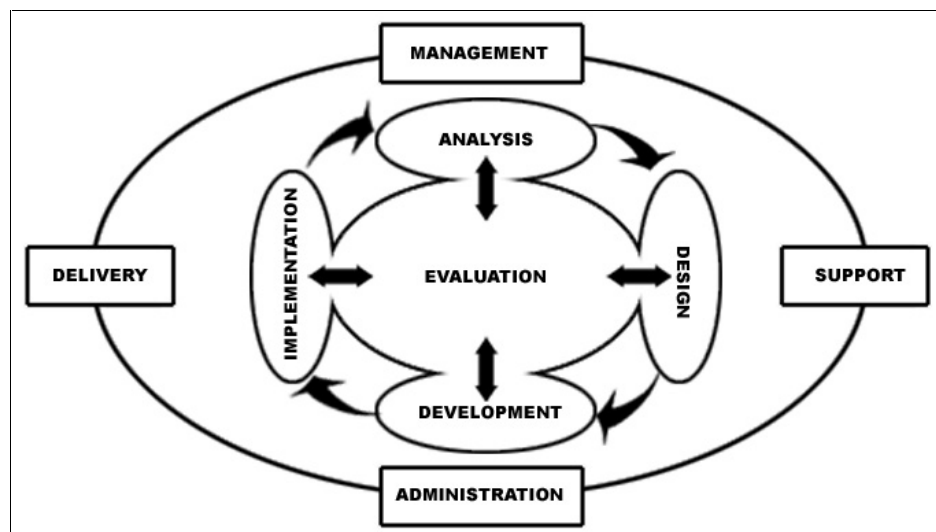 MANAGEMENT
ANALYSIS
IMPLEMENTATION
DESIGN
DELIVERY
EVALUATION
SUPPORT
DEVELOPMENT
ADMINISTRATION